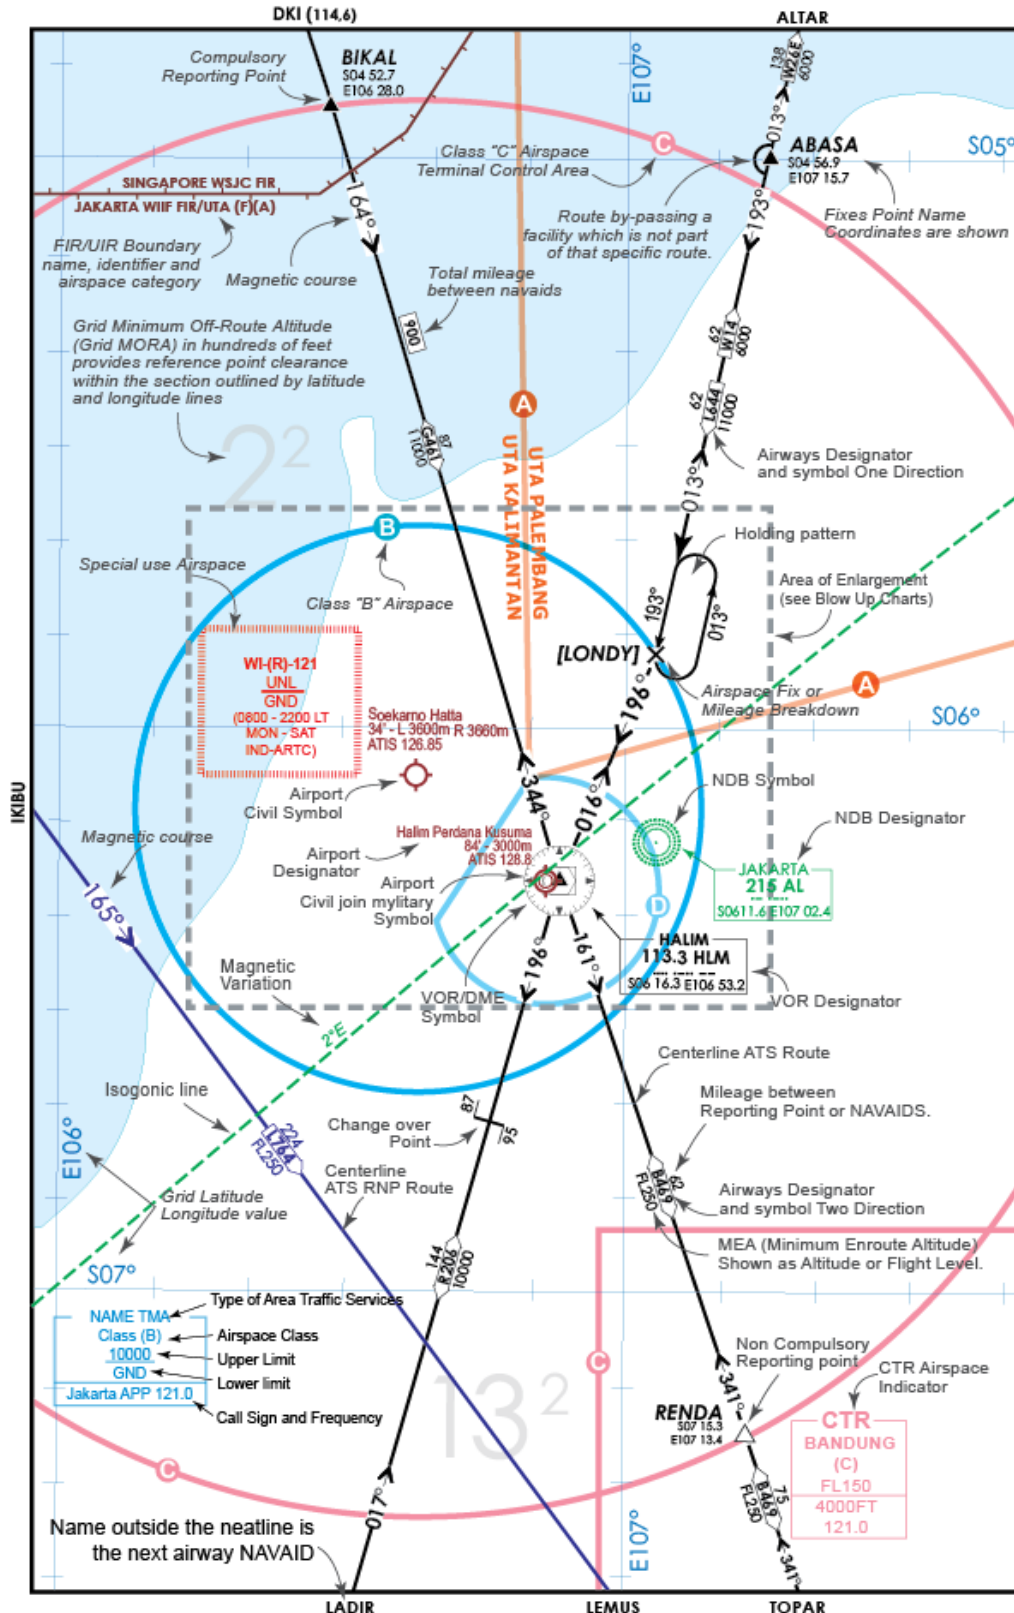 DKI (114,6)
ALTAR
Compulsory
Reporting Point
BIKAL
S04 52.7
E106 28.0
E107°
138
W26E
6000
013°
S05°
ABASA
S04 56.9
E107 15.7
Class "C" Airspace
Terminal Control Area
C
SINGAPORE WSJC FIR
JAKARTA WIIF FIR/UTA (F)(A)
164°
193°
Route by-passing a
facility which is not part
of that specific route.
Fixes Point Name
Coordinates are shown
FIR/UIR Boundary
name, identifier and
airspace category
Magnetic course
Total mileage
between navaids
900
Grid Minimum Off-Route Altitude
(Grid MORA) in hundreds of feet
provides reference point clearance
within the section outlined by latitude
and longitude lines
62
W14
6000
62
L644
11000
A
2²
87
G461
11000
UTA PALEMBANG
UTA KALIMANTAN
Airways Designator
and symbol One Direction
013°
B
Holding pattern
Special use Airspace
Class "B" Airspace
Area of Enlargement
(see Blow Up Charts)
193°
013°
WI-(R)-121
UNL
GND
(0800 - 2200 LT
MON - SAT
IND-ARTC)
[LONDY]
196°
Airspace Fix or
Mileage Breakdown
A
S06°
Soekarno Hatta
34' - L 3600m R 3660m
ATIS 126.85
IKIBU
Airport
Civil Symbol
344°
016°
NDB Symbol
NDB Designator
Magnetic course
Halim Perdana Kusuma
84' - 3000m
ATIS 128.8
Airport
Designator
Airport
Civil join mylitary
Symbol
JAKARTA
215 AL
S0611.6 E107 02.4
165°
D
196°
161°
HALIM
113.3 HLM
S06 16.3 E106 53.2
Magnetic
Variation
VOR/DME
Symbol
VOR Designator
2°E
Centerline ATS Route
Isogonic line
Mileage between
Reporting Point or NAVAIDS.
87
95
Change over
Point
E106°
224
L764
FL250
Centerline
ATS RNP Route
62
B469
FL250
Airways Designator
and symbol Two Direction
Grid Latitude
Longitude value
MEA (Minimum Enroute Altitude)
Shown as Altitude or Flight Level.
S07°
144
R206
10000
Type of Area Traffic Services
NAME TMA
Class (B)
Airspace Class
10000
Upper Limit
GND
Lower limit
Jakarta APP 121.0
Call Sign and Frequency
13²
C
Non Compulsory
Reporting point
CTR Airspace
Indicator
341°
RENDA
S07 15.3
E107 13.4
CTR
BANDUNG
(C)
FL150
4000FT
121.0
C
75
B469
FL250
017°
Name outside the neatline is
the next airway NAVAID
E107°
341°
LADIR
LEMUS
TOPAR